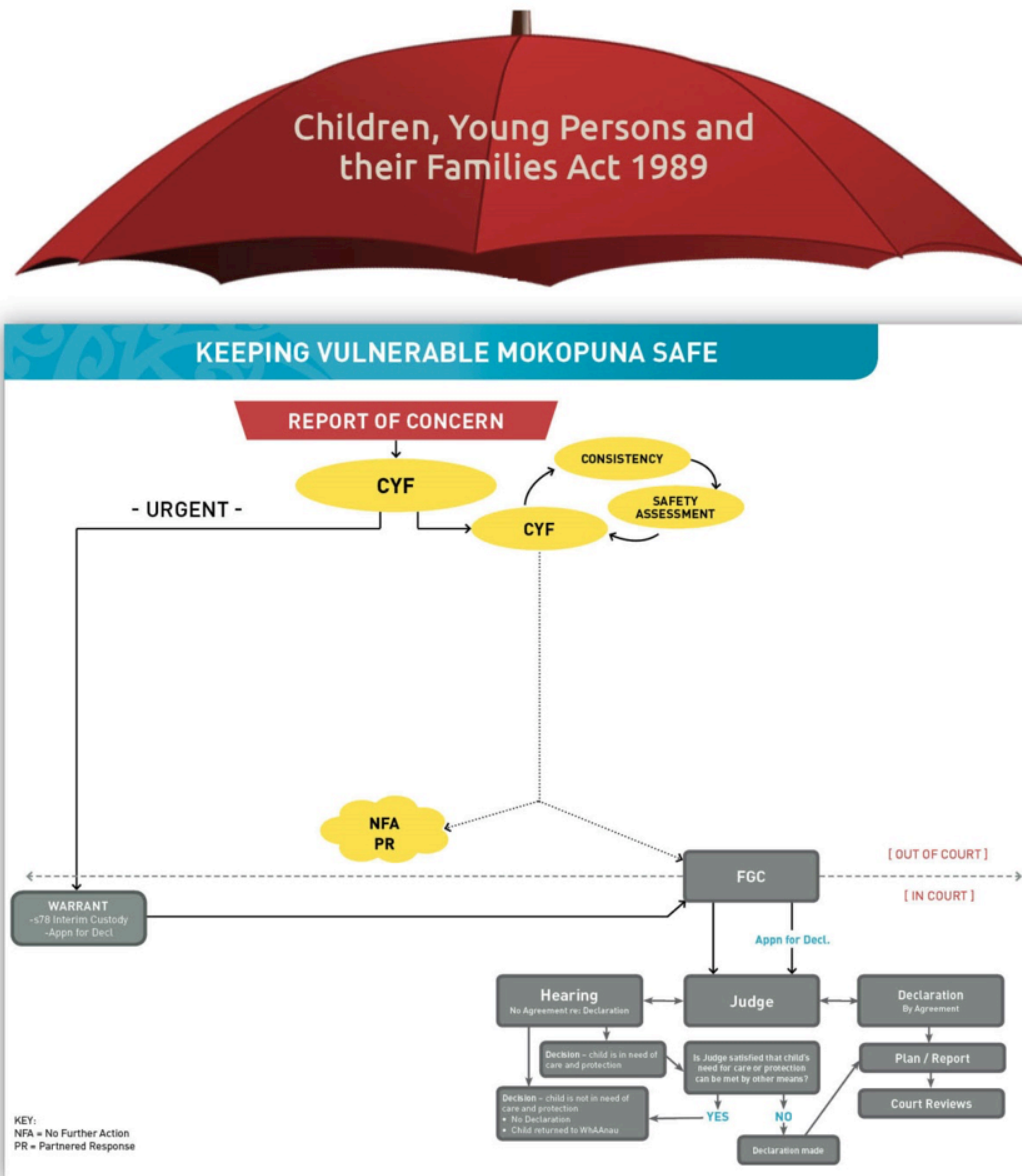 Children, Young Persons and
their Families Act 1989
KEEPING VULNERABLE MOKOPUNA SAFE
REPORT OF CONCERN
CYF
- URGENT -
CONSISTENCY
SAFETY
ASSESSMENT
CYF
NFA
PR
FGC
[ OUT OF COURT ]
[ IN COURT ]
WARRANT
-s78 Interim Custody
-Appn for Decl
Appn for Decl.
Hearing
No Agreement re: Declaration
Judge
Declaration
By Agreement
Decision – child is in need of
care and protection
Is Judge satisfied that child's
need for care or protection
can be met by other means?
Plan / Report
Decision – child is not in need of
care and protection
• No Declaration
• Child returned to WhAAnau
YES
NO
Court Reviews
Declaration made
KEY:
NFA = No Further Action
PR = Partnered Response